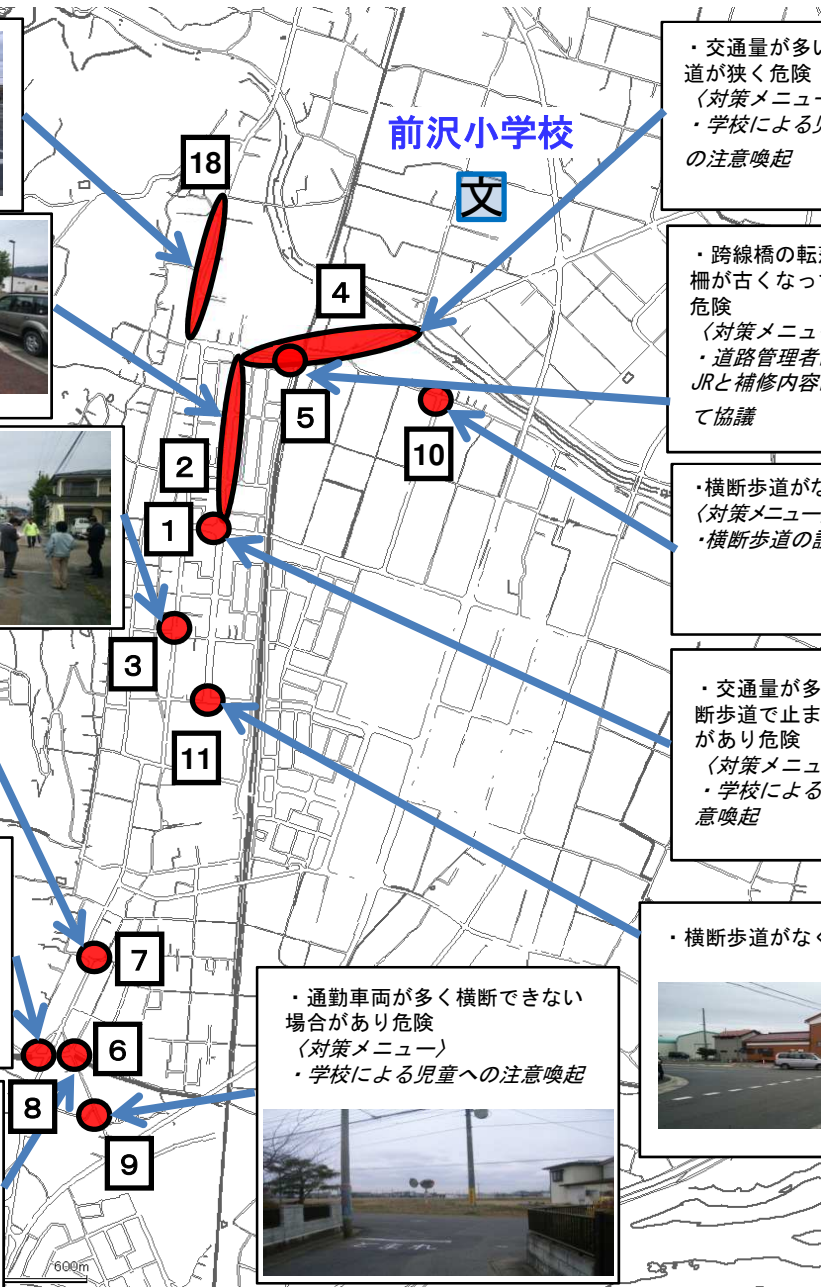 前沢小学校
文
18
4
5
10
2
1
3
11
7
6
8
9
600m
・交通量が多い
道が狭く危険
〈対策メニュー
・学校による児
の注意喚起
・跨線橋の転
柵が古くなって
危険
〈対策メニュ
・道路管理者
JRと補修内容
て協議
・横断歩道がな
〈対策メニュー
・横断歩道の設
・交通量が多
断歩道で止ま
があり危険
〈対策メニュ
・学校による
意喚起
・横断歩道がなく
・通勤車両が多く横断できない
場合があり危険
〈対策メニュー〉
・学校による児童への注意喚起
止まれ